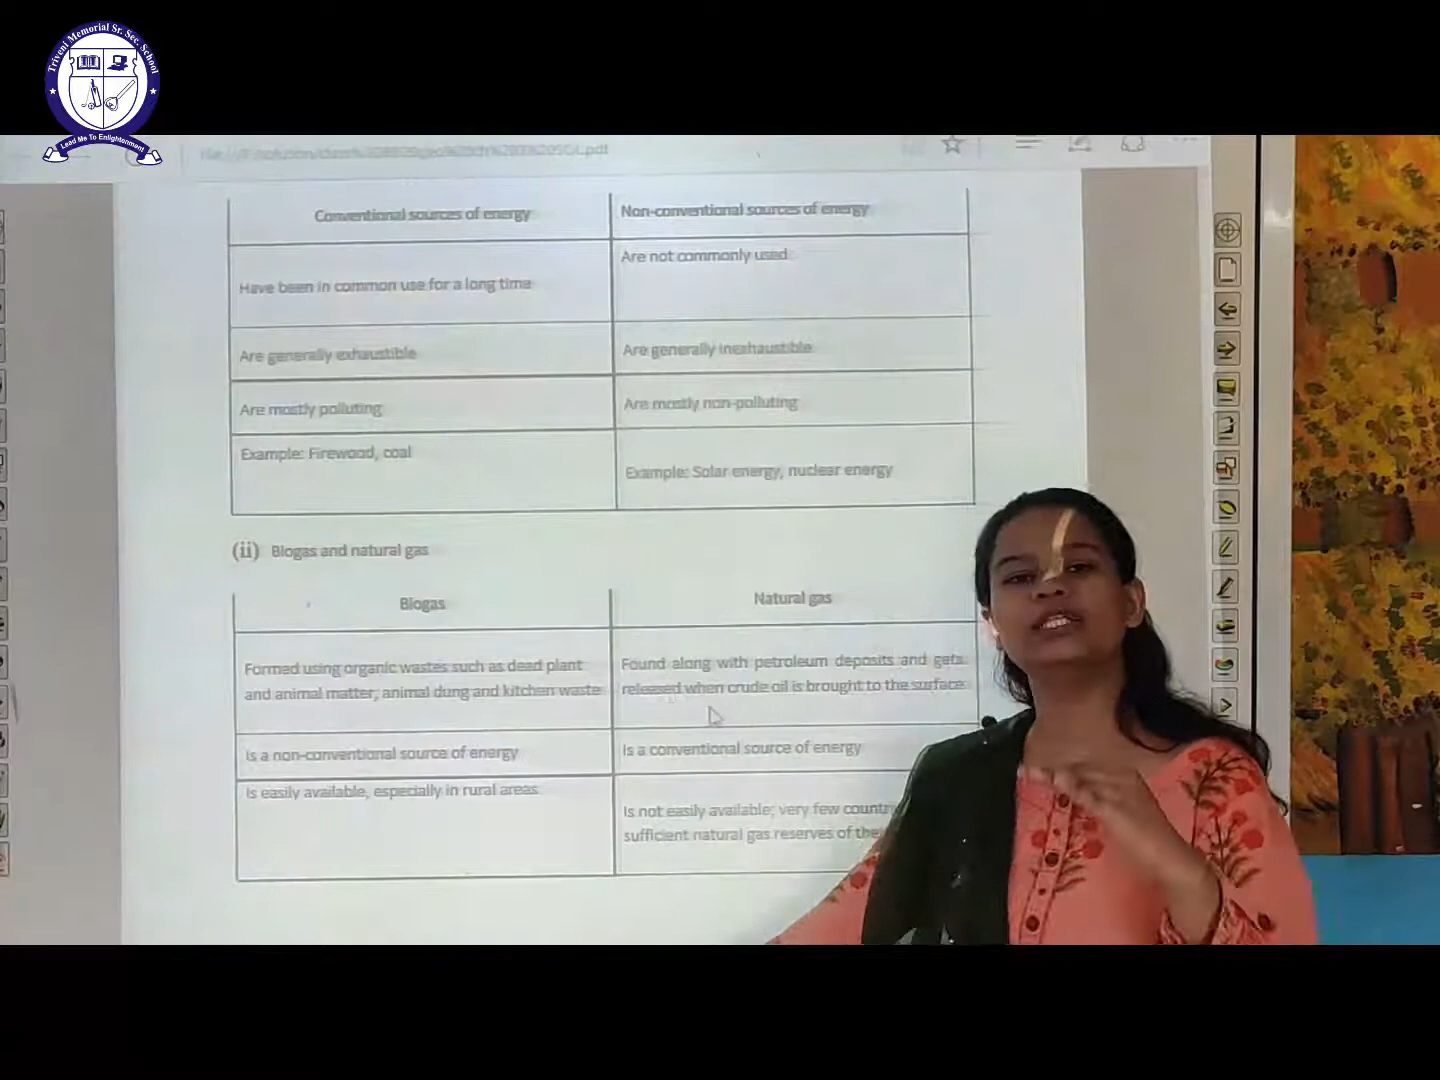 Triveni Memorial Sr. Sec. School
Lead Me To Enlightenment
Conventional sources of energy
Non-conventional sources of energy
Have been in common use for a long time
Are not commonly used
Are generally exhaustible
Are generally inexhaustible
Are mostly polluting
Are mostly non-polluting
Example: Firewood, coal
Example: Solar energy, nuclear energy
(ii) Biogas and natural gas
Biogas
Natural gas
Formed using organic wastes such as dead plant
and animal matter, animal dung and kitchen waste
Found along with petroleum deposits and gets
released when crude oil is brought to the surface
Is a non-conventional source of energy
Is a conventional source of energy
Is easily available, especially in rural areas
Is not easily available; very few
sufficient natural gas reserves of